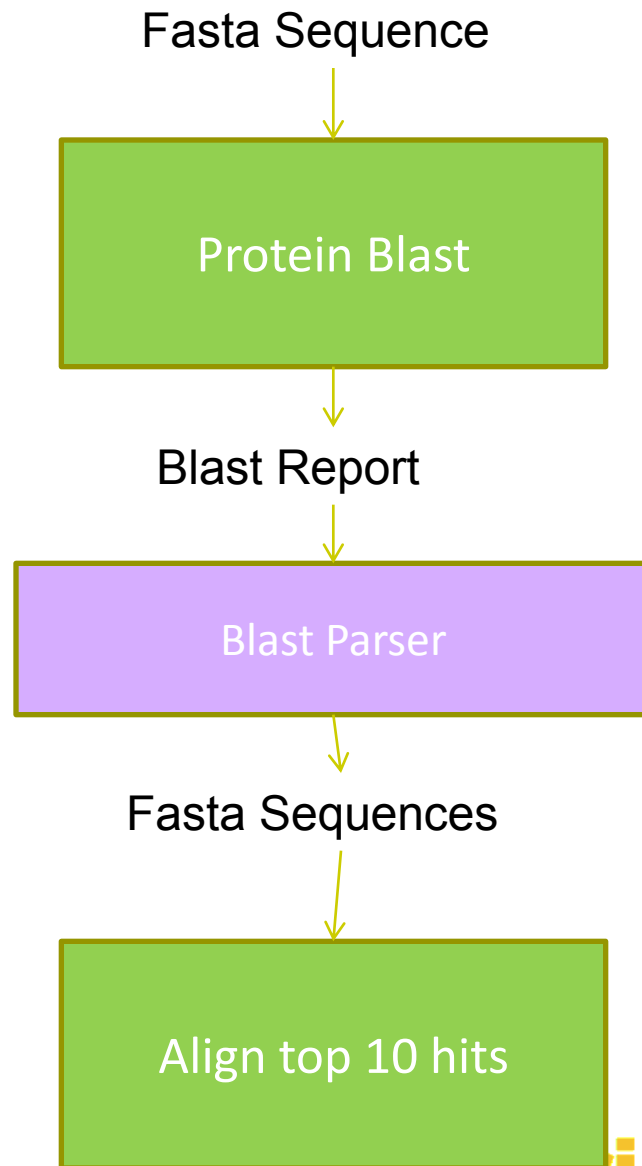 Fasta Sequence
Protein Blast
Blast Report
Blast Parser
Fasta Sequences
Align top 10 hits